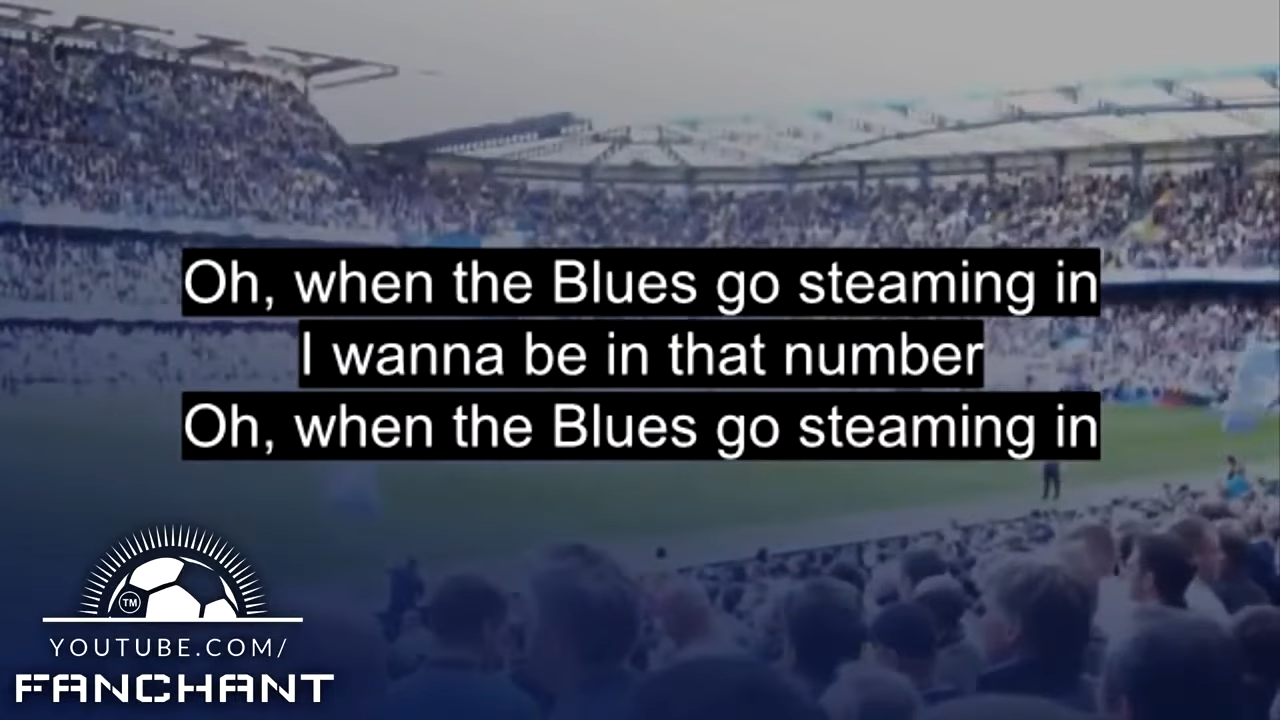 Oh, when the Blues go steaming in
I wanna be in that number
Oh, when the Blues go steaming in
TM
YOUTUBE.COM/
FANCHANT